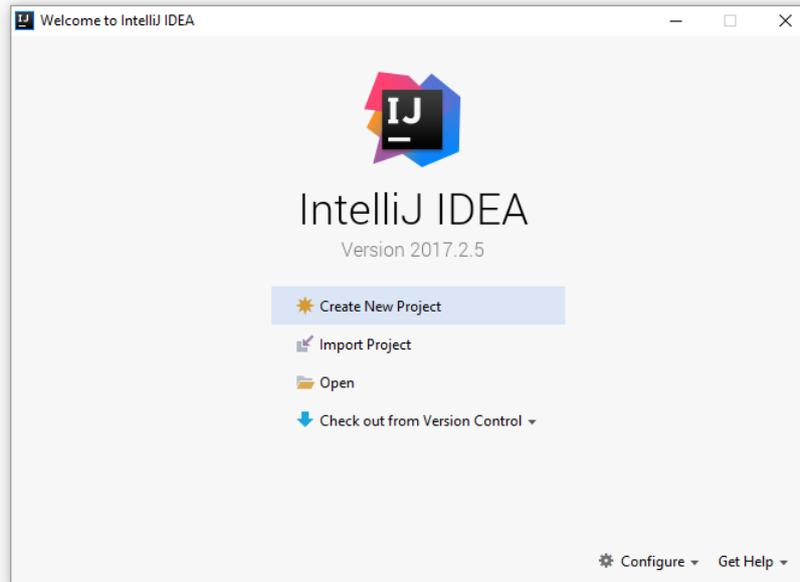 Welcome to IntelliJ IDEA
IJ
IntelliJ IDEA
Version 2017.2.5
Create New Project
Import Project
Open
Check out from Version Control
Configure
Get Help